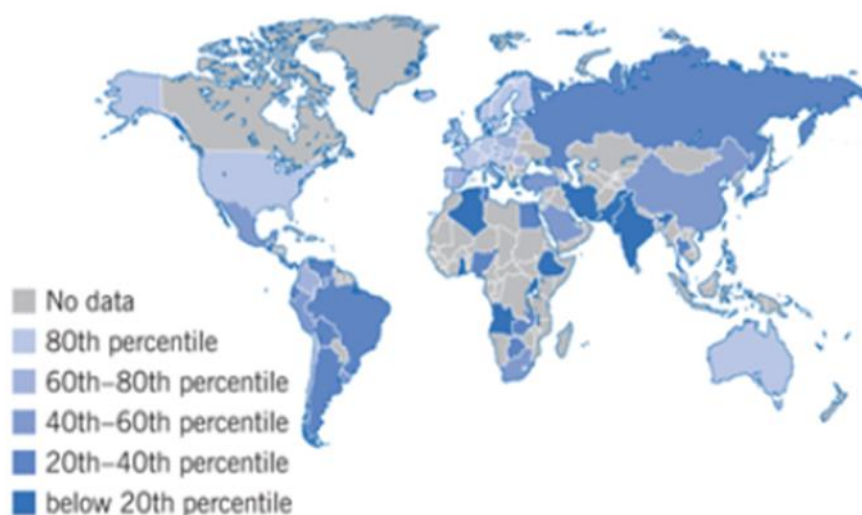 No data
80th percentile
60th–80th percentile
40th–60th percentile
20th–40th percentile
below 20th percentile